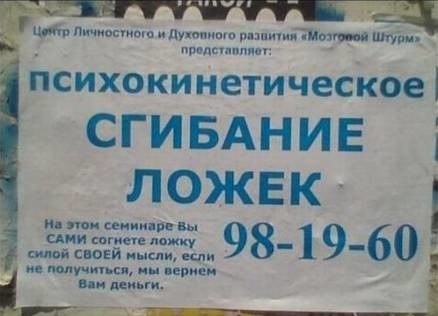 Центр Личностного и Духовного развития «Мозговой Штурм»
представляет:
психокинетическое
СГИБАНИЕ
ЛОЖЕК
На этом семинаре Вы
САМИ согнете ложку
силой СВОЕЙ мысли, если
не получиться, мы вернем
Вам деньги.
98-19-60